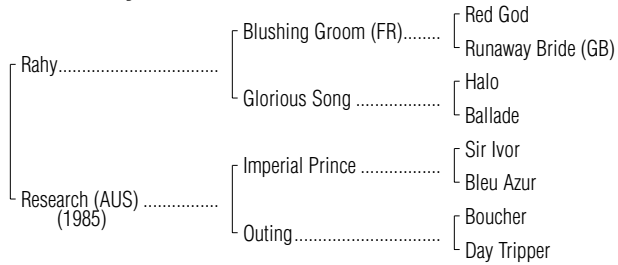 Red God
Blushing Groom (FR)........
Runaway Bride (GB)
Rahy..................................
Halo
Glorious Song ..................
Ballade
Sir Ivor
Imperial Prince .................
Bleu Azur
Research (AUS) ................
(1985)
Boucher
Outing...............................
Day Tripper